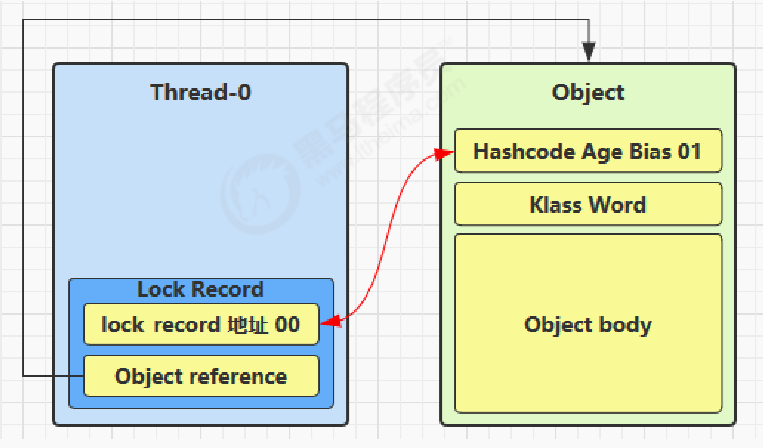 Thread-0
Lock Record
lock record 地址 00
Object reference
Object
Hashcode Age Bias 01
Klass Word
Object body
黑马程序员
www.itheima.com